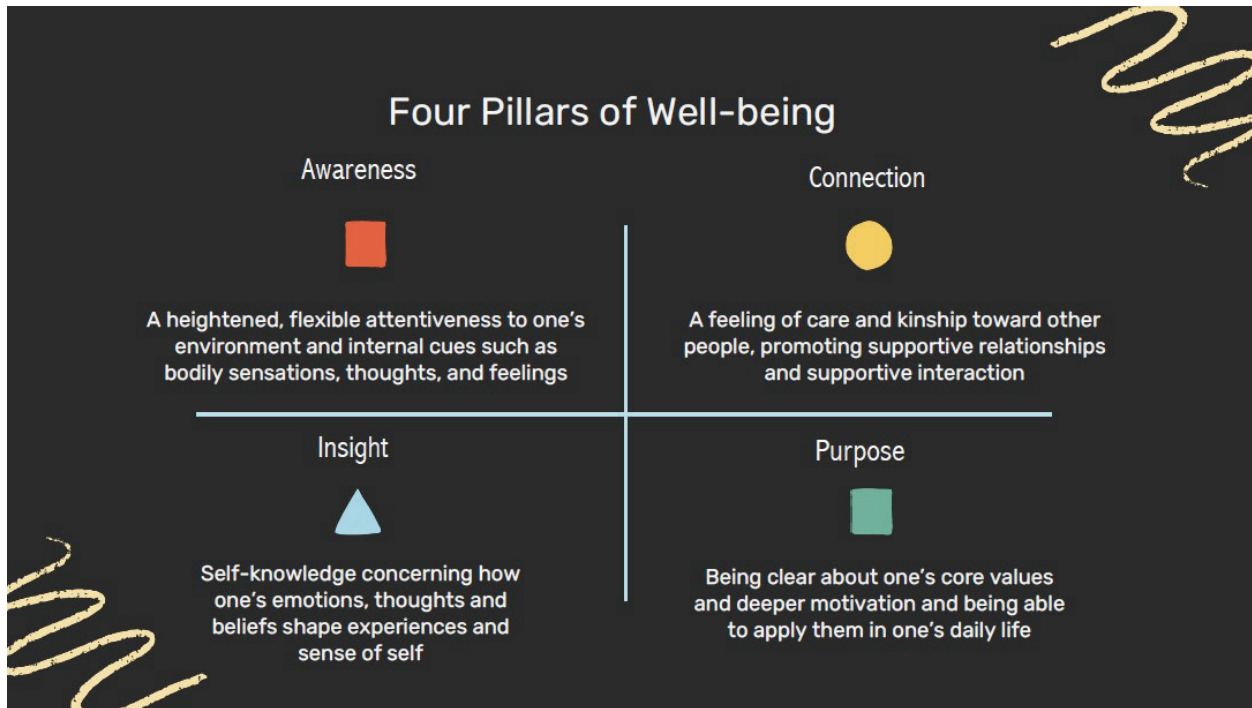 Four Pillars of Well-being
Awareness
A heightened, flexible attentiveness to one's
environment and internal cues such as
bodily sensations, thoughts, and feelings
Connection
A feeling of care and kinship toward other
people, promoting supportive relationships
and supportive interaction
Insight
Self-knowledge concerning how
one's emotions, thoughts and
beliefs shape experiences and
sense of self
Purpose
Being clear about one's core values
and deeper motivation and being able
to apply them in one's daily life